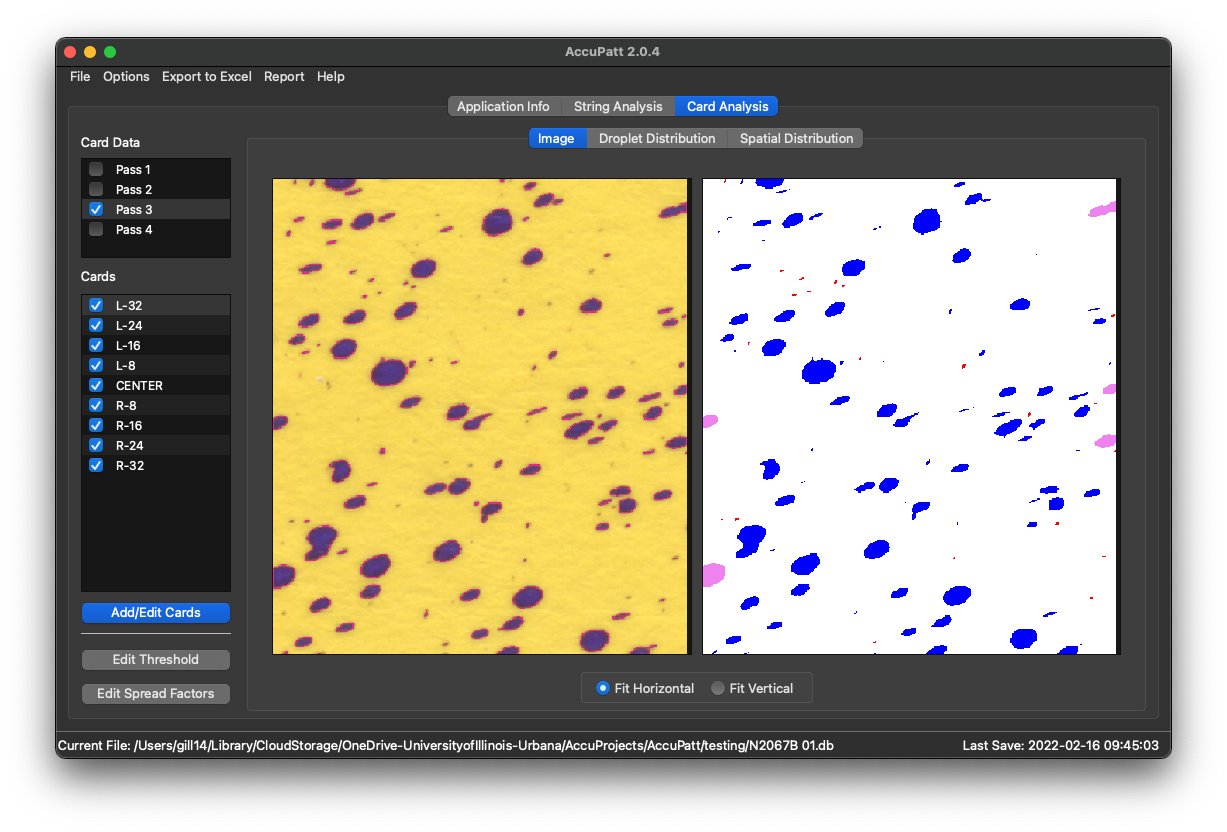 AccuPatt 2.0.4
File Options Export to Excel Report Help
Application Info String Analysis Card Analysis
Image Droplet Distribution Spatial Distribution
Card Data
Pass 1
Pass 2
Pass 3
Pass 4
Cards
L-32
L-24
L-16
L-8
CENTER
R-8
R-16
R-24
R-32
Add/Edit Cards
Edit Threshold
Edit Spread Factors
Fit Horizontal Fit Vertical
Current File: /Users/gill14/Library/CloudStorage/OneDrive-UniversityofIllinois-Urbana/AccuProjects/AccuPatt/testing/N2067B 01.db Last Save: 2022-02-16 09:45:03